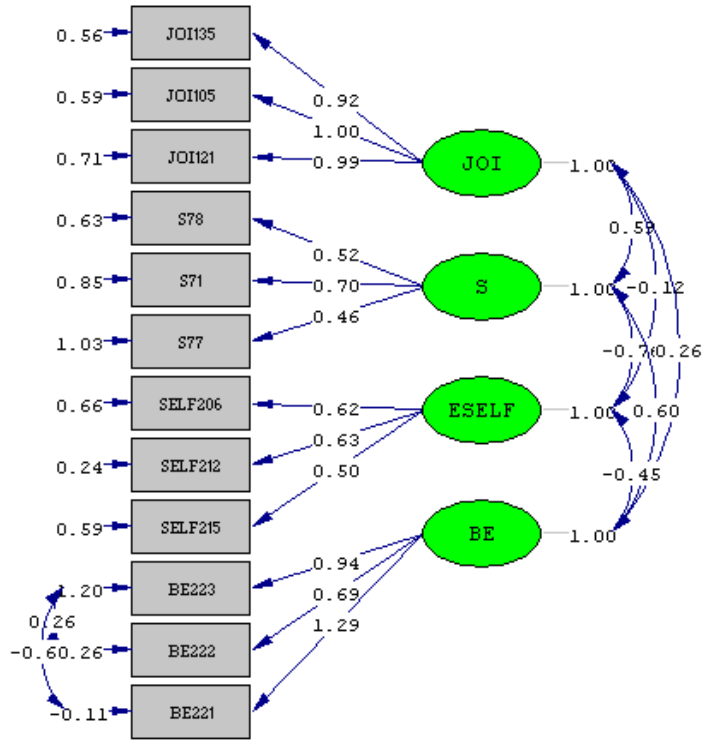 0.56 JOI135
0.92
0.59 JOI105
1.00
0.71 JOI121
0.99 JOI 1.00
0.63 S78
0.59
0.52
0.85 S71
0.70 S 1.00 -0.12
0.46
1.03 S77
0.26
0.66 SELF206
0.62 ESELF 1.00 0.60
0.63
0.24 SELF212
0.50 -0.45
0.59 SELF215
BE 1.00
0.94
1.20 BE223
0.69
0.26 1.29
0.26 BE222
-0.11 BE221